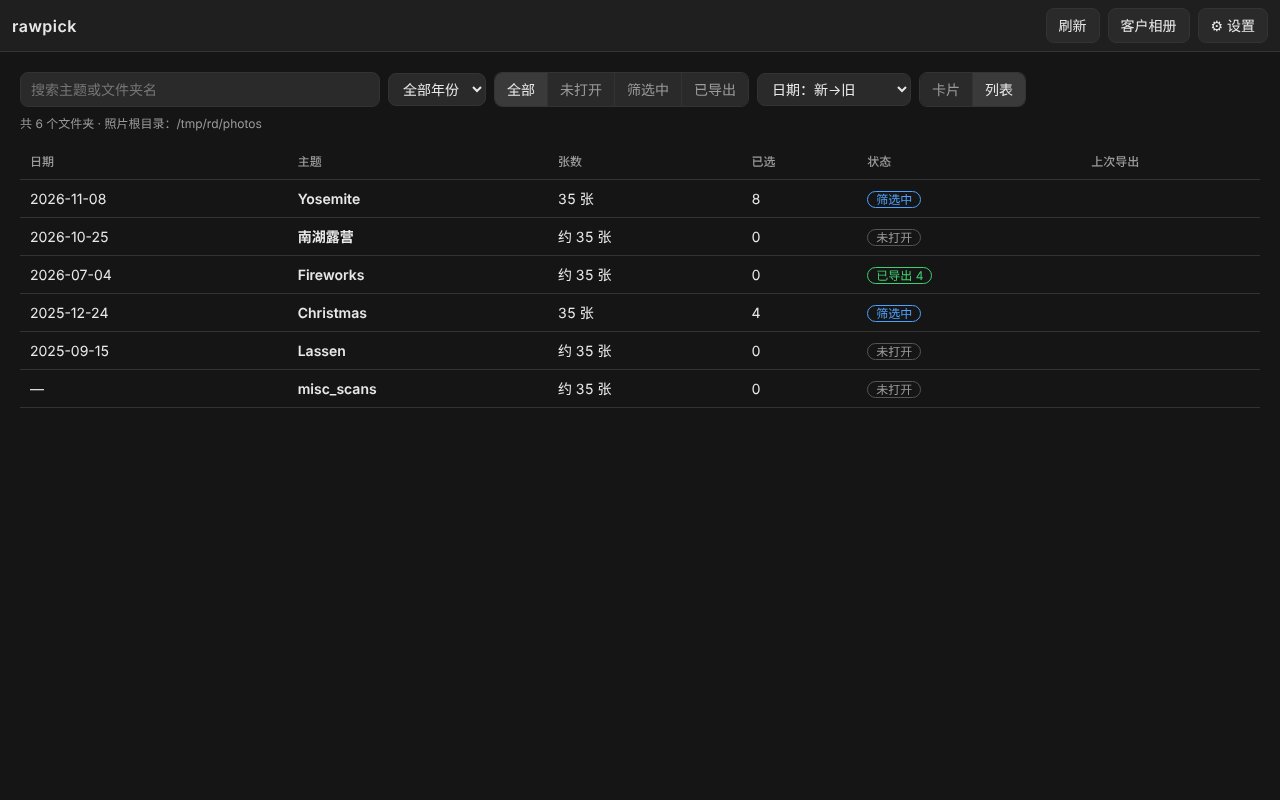 rawpick 刷新 客户相册 ⚙ 设置
搜索主题或文件夹名 全部年份 全部 未打开 筛选中 已导出 日期：新→旧 卡片 列表
共 6 个文件夹 · 照片根目录：/tmp/rd/photos
日期 主题 张数 已选 状态 上次导出
2026-11-08 Yosemite 35 张 8 筛选中
2026-10-25 南湖露营 约 35 张 0 未打开
2026-07-04 Fireworks 约 35 张 0 已导出 4
2025-12-24 Christmas 35 张 4 筛选中
2025-09-15 Lassen 约 35 张 0 未打开
— misc_scans 约 35 张 0 未打开